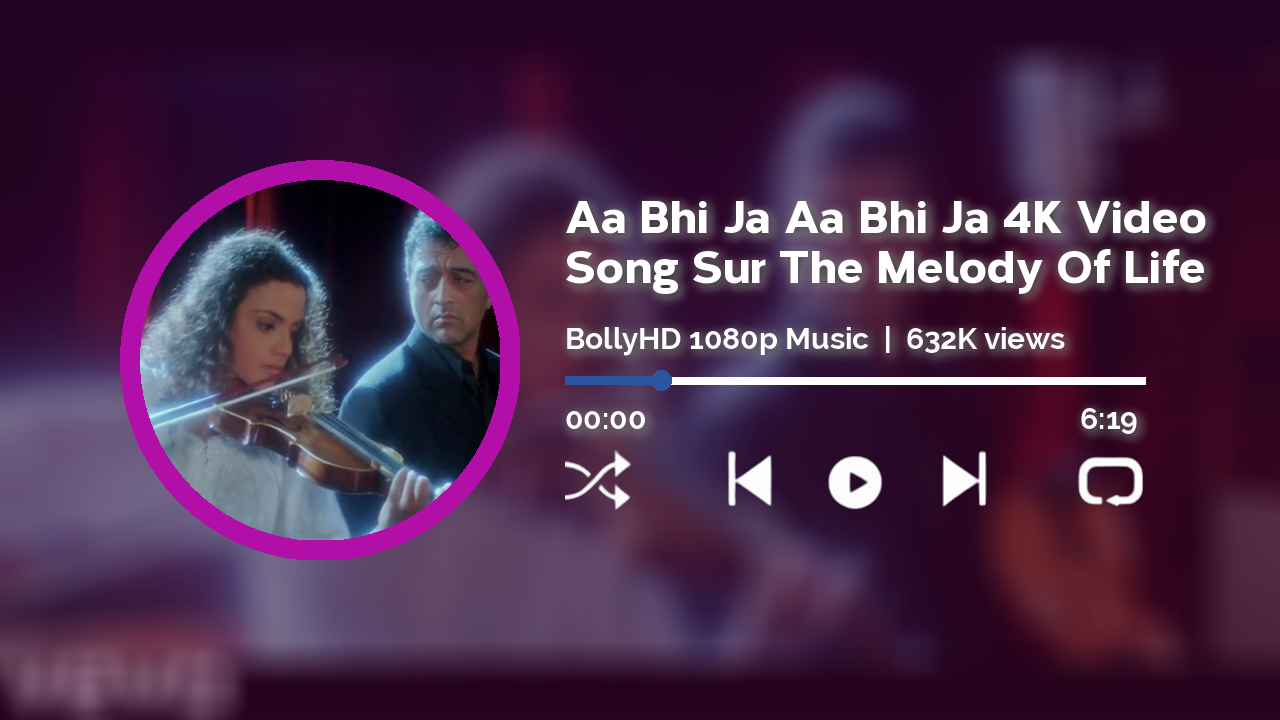 Aa Bhi Ja Aa Bhi Ja 4K Video
Song Sur The Melody Of Life
BollyHD 1080p Music | 632K views
00:00
6:19